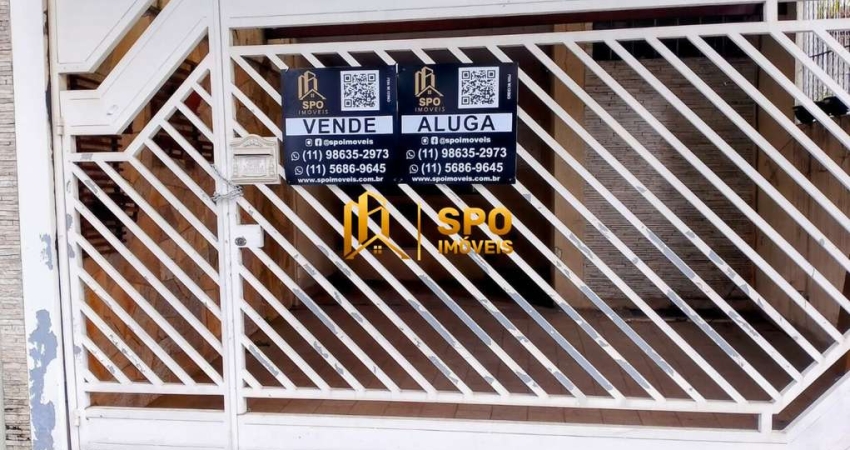 SPO
IMÓVEIS
VENDE
@spoimoveis
(11) 98635-2973
(11) 5686-9645
www.spoimoveis.com.br
SPO
IMÓVEIS
ALUGA
@spoimoveis
(11) 98635-2973
(11) 5686-9645
www.spoimoveis.com.br
SPO
IMÓVEIS